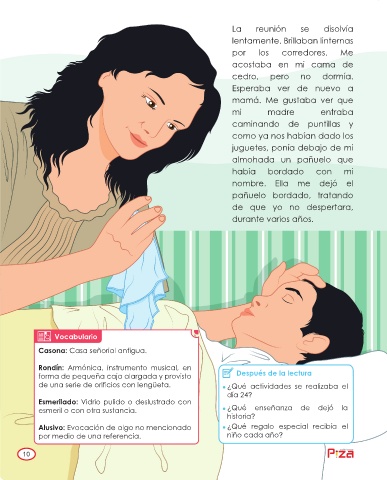 La reunión se disolvía
lentamente. Brillaban linternas
por los corredores. Me
acostaba en mi cama de
cedro, pero no dormía.
Esperaba ver de nuevo a
mamá. Me gustaba ver que
mi madre entraba
caminando de puntillas y
como ya nos habían dado los
juguetes, ponía debajo de mi
almohada un pañuelo que
había bordado con mi
nombre. Ella me dejó el
pañuelo bordado, tratando
de que yo no despertara,
durante varios años.
Vocabulario
Casona: Casa señorial antigua.
Rondín: Armónica, instrumento musical, en
forma de pequeña caja alargada y provisto
de una serie de orificios con lengüeta.
Esmerilado: Vidrio pulido o deslustrado con
esmeril o con otra sustancia.
Alusivo: Evocación de algo no mencionado
por medio de una referencia.
Después de la lectura
¿Qué actividades se realizaba el
día 24?
¿Qué enseñanza de dejó la
historia?
¿Qué regalo especial recibía el
niño cada año?
10
P:zA